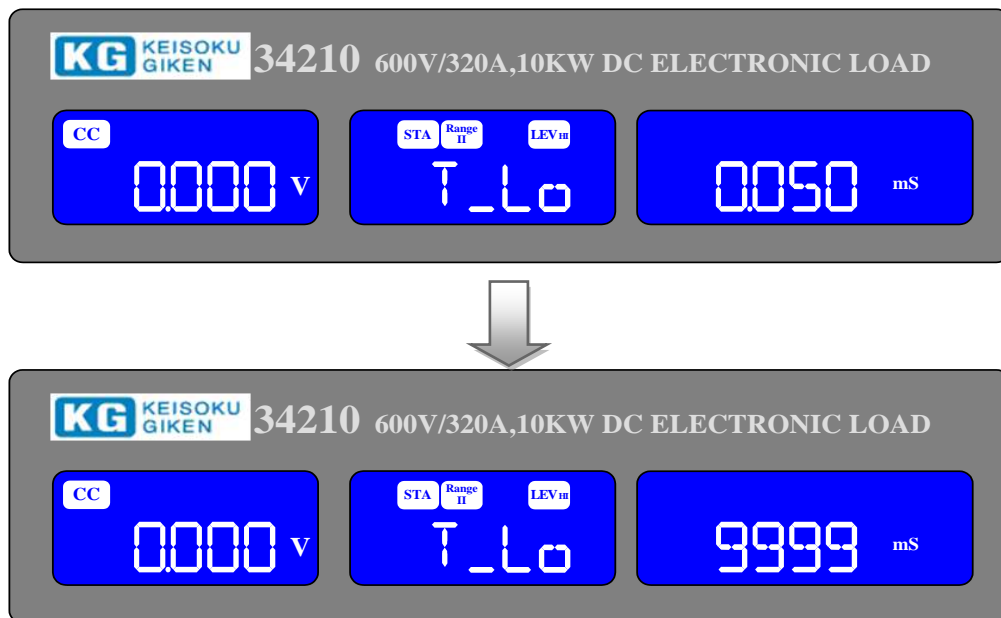 KG KEISOKU GIKEN 34210 600V/320A,10KW DC ELECTRONIC LOAD
CC STA Range II LEV HI
0.000 V T_Lo 0.050 mS
KG KEISOKU GIKEN 34210 600V/320A,10KW DC ELECTRONIC LOAD
CC STA Range II LEV HI
0.000 V T_Lo 9999 mS